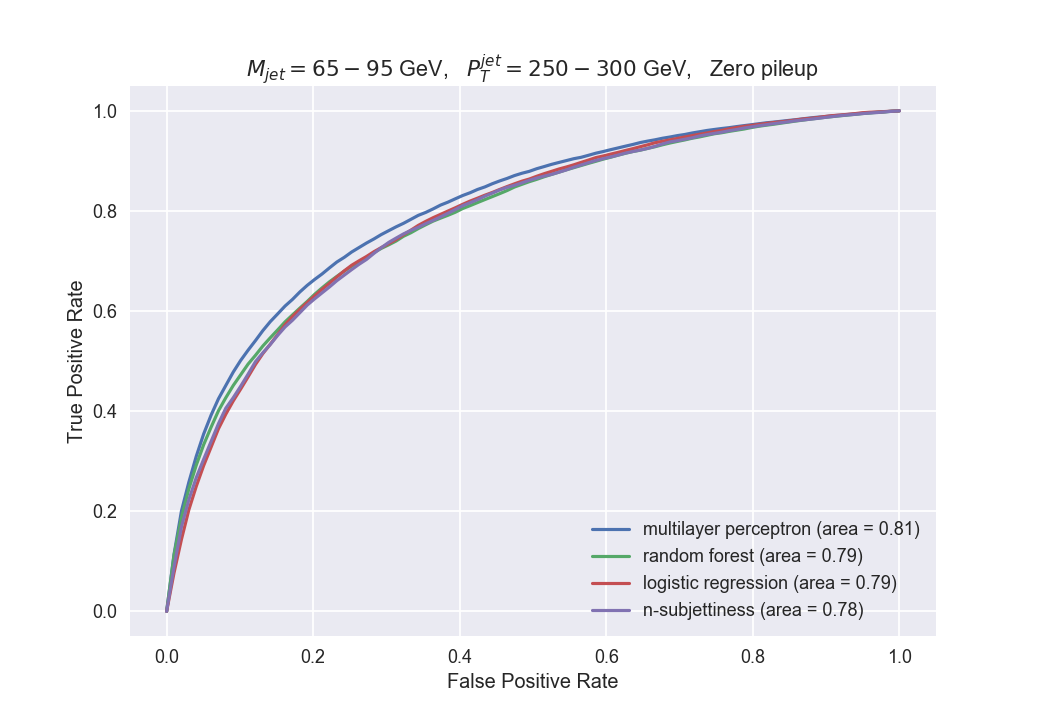 M_jet = 65 − 95 GeV, P_T^jet = 250 − 300 GeV, Zero pileup
1.0
0.8
0.6
0.4
0.2
0.0
True Positive Rate
multilayer perceptron (area = 0.81)
random forest (area = 0.79)
logistic regression (area = 0.79)
n-subjettiness (area = 0.78)
0.0 0.2 0.4 0.6 0.8 1.0
False Positive Rate